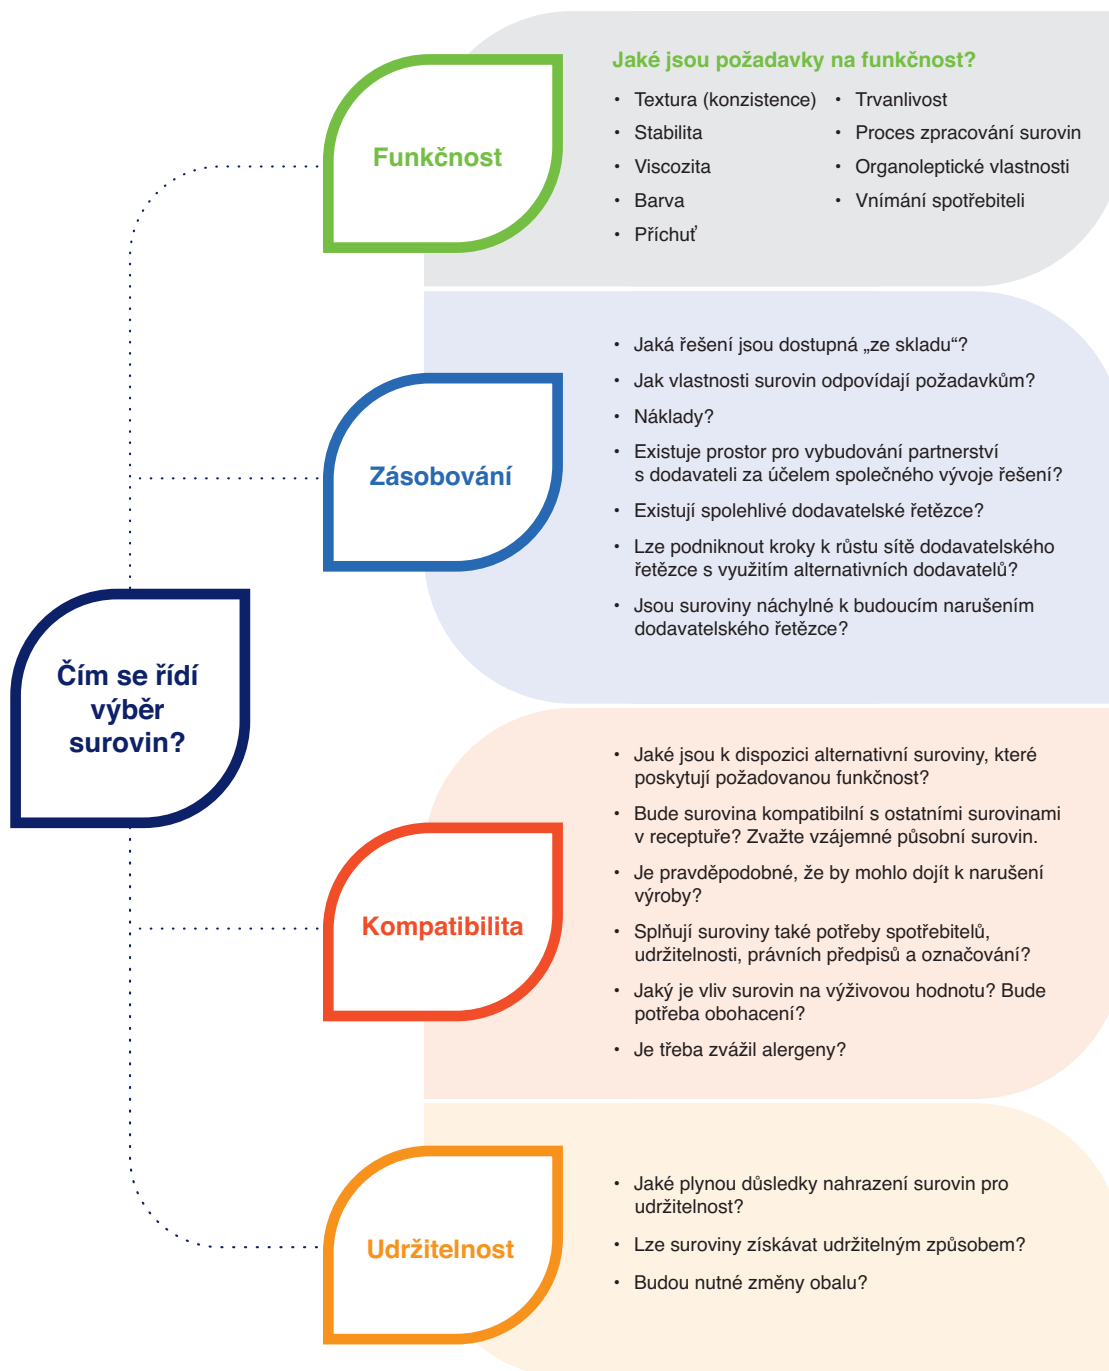 Čím se řídí
výběr
surovin?
Funkčnost
Jaké jsou požadavky na funkčnost?
• Textura (konzistence)
• Stabilita
• Viscozita
• Barva
• Příchuť
• Trvanlivost
• Proces zpracování surovin
• Organoleptické vlastnosti
• Vnímání spotřebiteli
Zásobování
• Jaká řešení jsou dostupná „ze skladu“?
• Jak vlastnosti surovin odpovídají požadavkům?
• Náklady?
• Existuje prostor pro vybudování partnerství
s dodavateli za účelem společného vývoje řešení?
• Existují spolehlivé dodavatelské řetězce?
• Lze podniknout kroky k růstu sítě dodavatelského
řetězce s využitím alternativních dodavatelů?
• Jsou suroviny náchylné k budoucím narušením
dodavatelského řetězce?
Kompatibilita
• Jaké jsou k dispozici alternativní suroviny, které
poskytují požadovanou funkčnost?
• Bude surovina kompatibilní s ostatními surovinami
v receptuře? Zvažte vzájemné působní surovin.
• Je pravděpodobné, že by mohlo dojít k narušení
výroby?
• Splňují suroviny také potřeby spotřebitelů,
udržitelnosti, právních předpisů a označování?
• Jaký je vliv surovin na výživovou hodnotu? Bude
potřeba obohacení?
• Je třeba zvážil alergeny?
Udržitelnost
• Jaké plynou důsledky nahrazení surovin pro
udržitelnost?
• Lze suroviny získávat udržitelným způsobem?
• Budou nutné změny obalu?